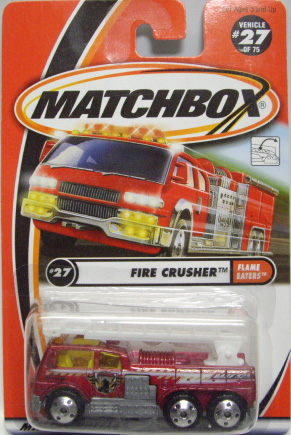 VEHICLE
#27
OF 75
MATCHBOX®
#27
FIRE CRUSHER™
FLAME
EATERS™